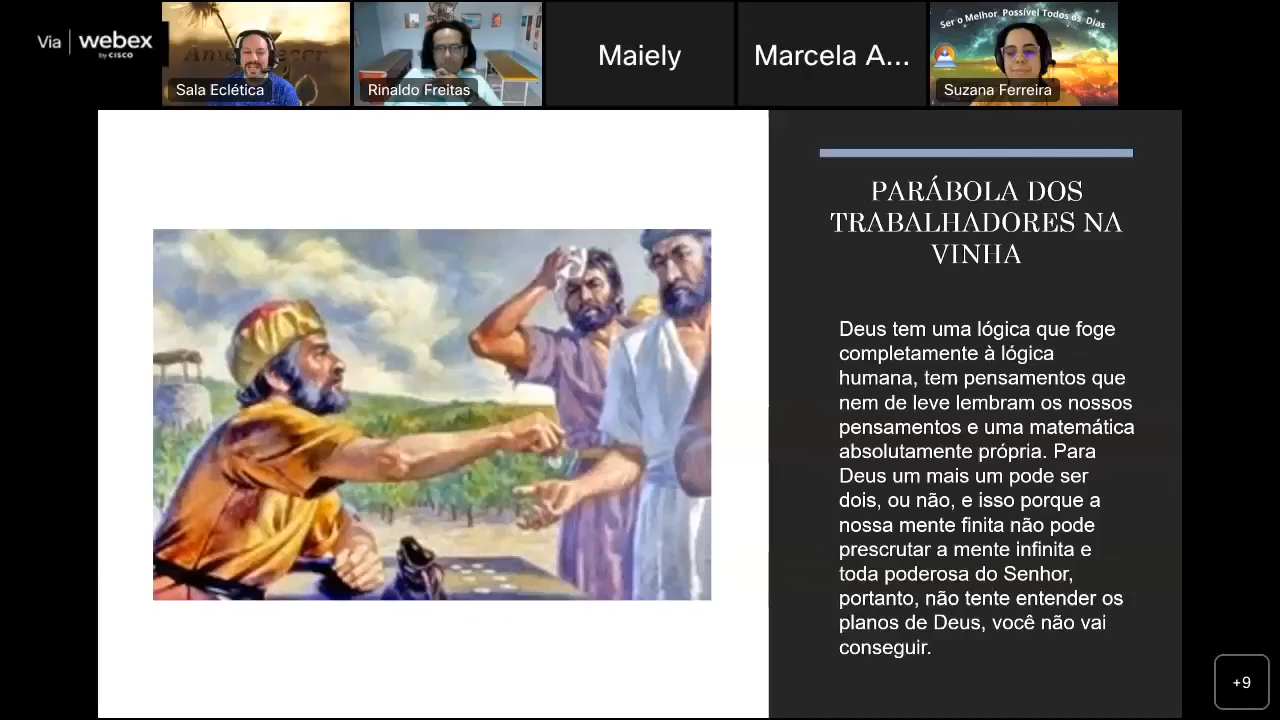 Via webex
by CISCO
Sala Eclética
Rinaldo Freitas
Maiely
Marcela A...
Ser o Melhor Possível Todos os Dias
Suzana Ferreira
PARÁBOLA DOS
TRABALHADORES NA
VINHA
Deus tem uma lógica que foge
completamente à lógica
humana, tem pensamentos que
nem de leve lembram os nossos
pensamentos e uma matemática
absolutamente própria. Para
Deus um mais um pode ser
dois, ou não, e isso porque a
nossa mente finita não pode
prescrutar a mente infinita e
toda poderosa do Senhor,
portanto, não tente entender os
planos de Deus, você não vai
conseguir.
+9